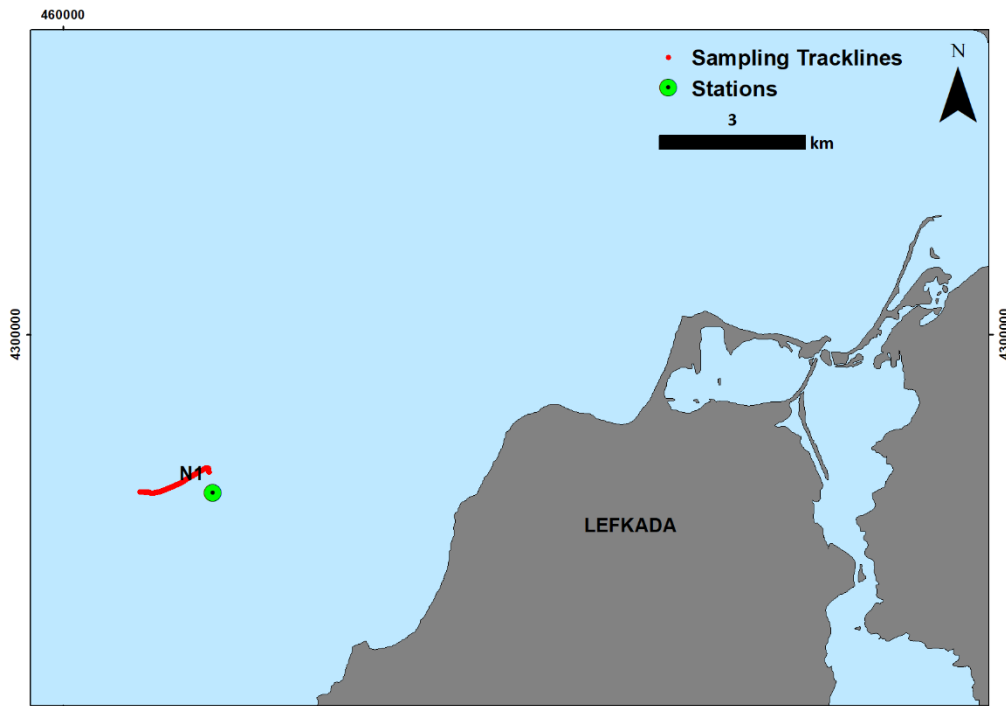 460000
N
Sampling Tracklines
Stations
3
km
4300000
4300000
N1
LEFKADA